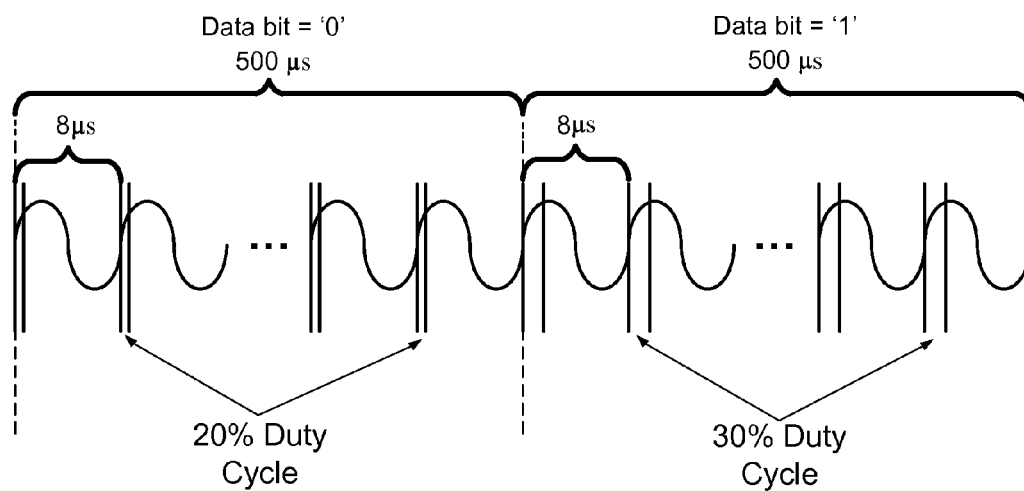 Data bit = ‘0’
500 µs
Data bit = ‘1’
500 µs
8µs
8µs
20% Duty
Cycle
30% Duty
Cycle